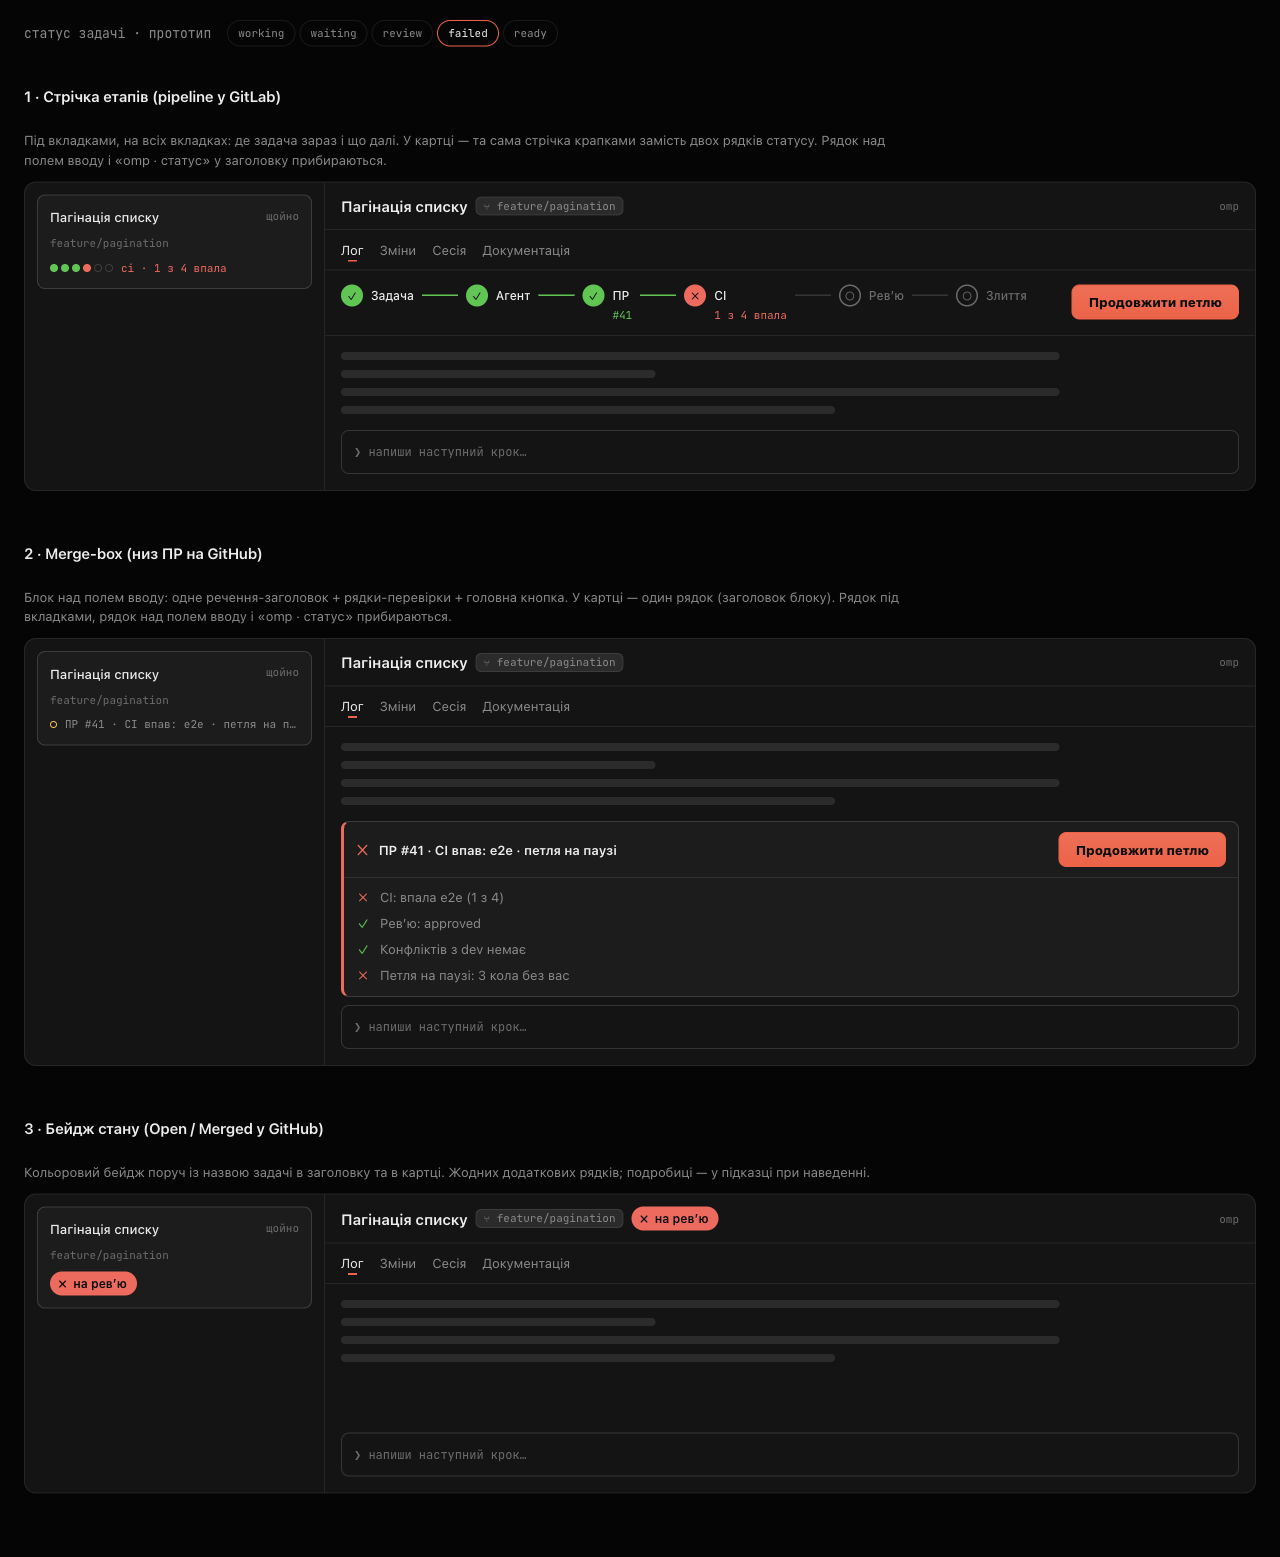 статус задачі · прототип working waiting review failed ready
1 · Стрічка етапів (pipeline у GitLab)
Під вкладками, на всіх вкладках: де задача зараз і що далі. У картці — та сама стрічка крапками замість двох рядків статусу. Рядок над
полем вводу і «omp · статус» у заголовку прибираються.
Пагінація списку щойно
feature/pagination
ci · 1 з 4 впала
Пагінація списку feature/pagination omp
Лог Зміни Сесія Документація
Задача Агент ПР CI Рев’ю Злиття Продовжити петлю
#41 1 з 4 впала
❯ напиши наступний крок…
2 · Merge-box (низ ПР на GitHub)
Блок над полем вводу: одне речення-заголовок + рядки-перевірки + головна кнопка. У картці — один рядок (заголовок блоку). Рядок під
вкладками, рядок над полем вводу і «omp · статус» прибираються.
Пагінація списку щойно
feature/pagination
ПР #41 · CI впав: e2e · петля на п…
Пагінація списку feature/pagination omp
Лог Зміни Сесія Документація
ПР #41 · CI впав: e2e · петля на паузі Продовжити петлю
CI: впала e2e (1 з 4)
Рев’ю: approved
Конфліктів з dev немає
Петля на паузі: 3 кола без вас
❯ напиши наступний крок…
3 · Бейдж стану (Open / Merged у GitHub)
Кольоровий бейдж поруч із назвою задачі в заголовку та в картці. Жодних додаткових рядків; подробиці — у підказці при наведенні.
Пагінація списку щойно
feature/pagination
на рев’ю
Пагінація списку feature/pagination на рев’ю omp
Лог Зміни Сесія Документація
❯ напиши наступний крок…